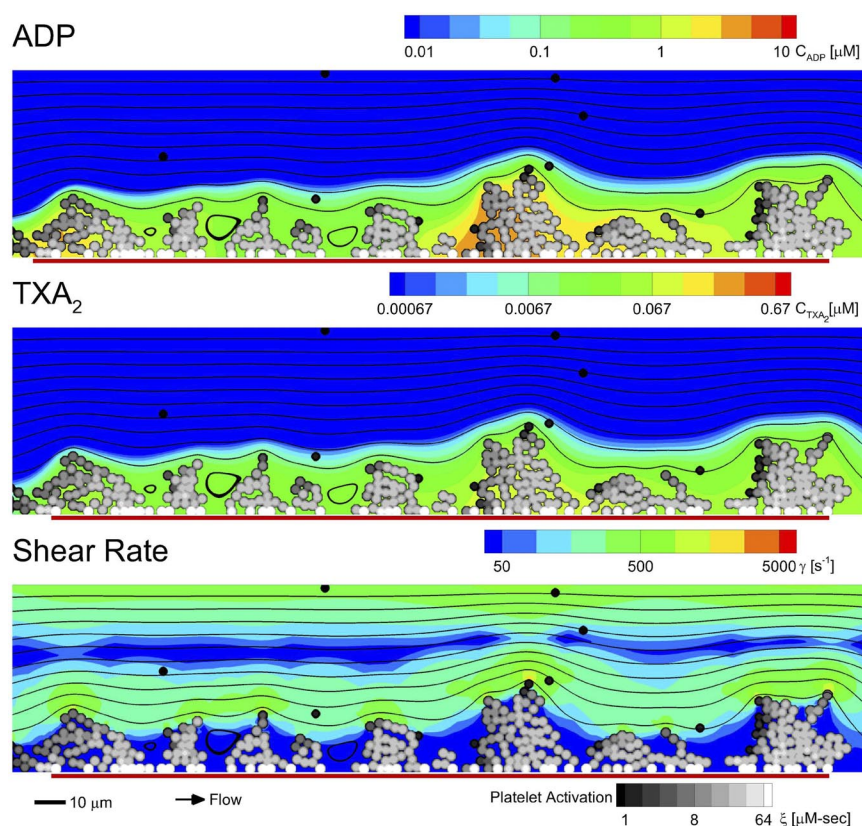 ADP
0.01 0.1 1 10 C_ADP [μM]
TXA₂
0.00067 0.0067 0.067 0.67 C_TXA₂ [μM]
Shear Rate
50 500 5000 γ [s⁻¹]
10 μm Flow Platelet Activation 1 8 64 ξ [μM-sec]